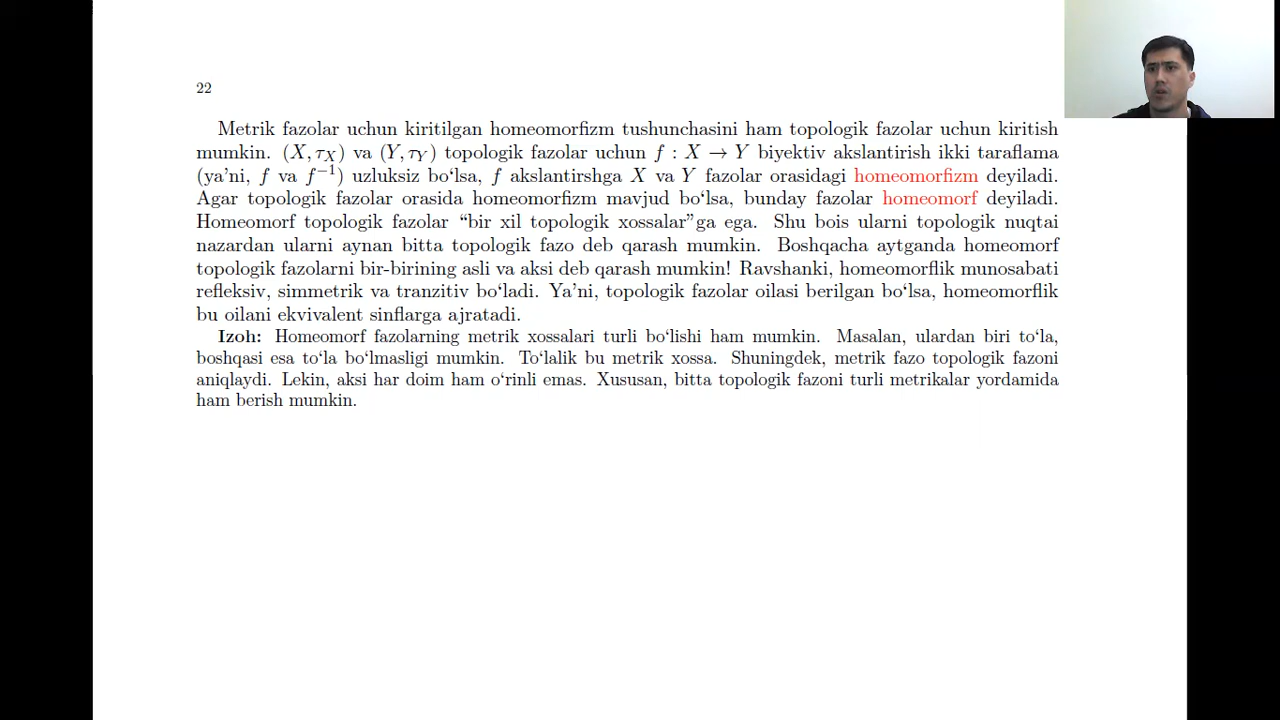 22
Metrik fazolar uchun kiritilgan homeomorfizm tushunchasini ham topologik fazolar uchun kiritish
mumkin. (X, τ_X) va (Y, τ_Y) topologik fazolar uchun f : X → Y biyektiv akslantirish ikki taraflama
(ya’ni, f va f⁻¹) uzluksiz bo‘lsa, f akslantirishga X va Y fazolar orasidagi homeomorfizm deyiladi.
Agar topologik fazolar orasida homeomorfizm mavjud bo‘lsa, bunday fazolar homeomorf deyiladi.
Homeomorf topologik fazolar “bir xil topologik xossalar”ga ega. Shu bois ularni topologik nuqtai
nazardan ularni aynan bitta topologik fazo deb qarash mumkin. Boshqacha aytganda homeomorf
topologik fazolarni bir-birining asli va aksi deb qarash mumkin! Ravshanki, homeomorflik munosabati
refleksiv, simmetrik va tranzitiv bo‘ladi. Ya’ni, topologik fazolar oilasi berilgan bo‘lsa, homeomorflik
bu oilani ekvivalent sinflarga ajratadi.
Izoh: Homeomorf fazolarning metrik xossalari turli bo‘lishi ham mumkin. Masalan, ulardan biri to‘la,
boshqasi esa to‘la bo‘lmasligi mumkin. To‘lalik bu metrik xossa. Shuningdek, metrik fazo topologik fazoni
aniqlaydi. Lekin, aksi har doim ham o‘rinli emas. Xususan, bitta topologik fazoni turli metrikalar yordamida
ham berish mumkin.